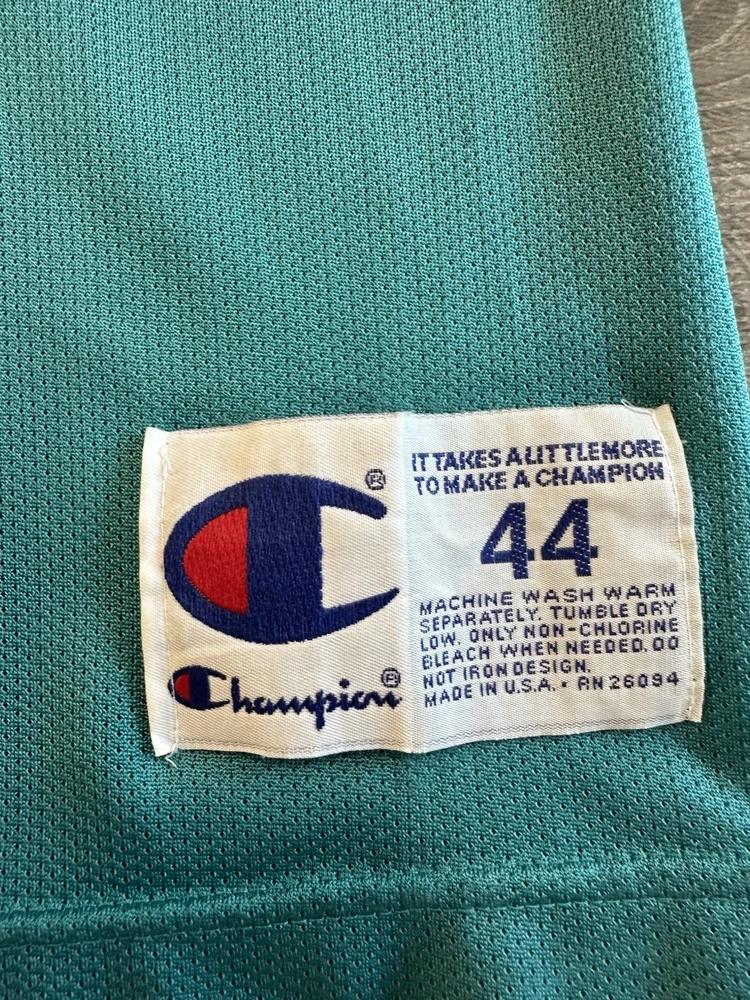 ®
IT TAKES A LITTLE MORE
TO MAKE A CHAMPION
44
MACHINE WASH WARM
SEPARATELY. TUMBLE DRY
LOW. ONLY NON-CHLORINE
BLEACH WHEN NEEDED. DO
NOT IRON DESIGN.
MADE IN U.S.A. • RN 26094
Champion®